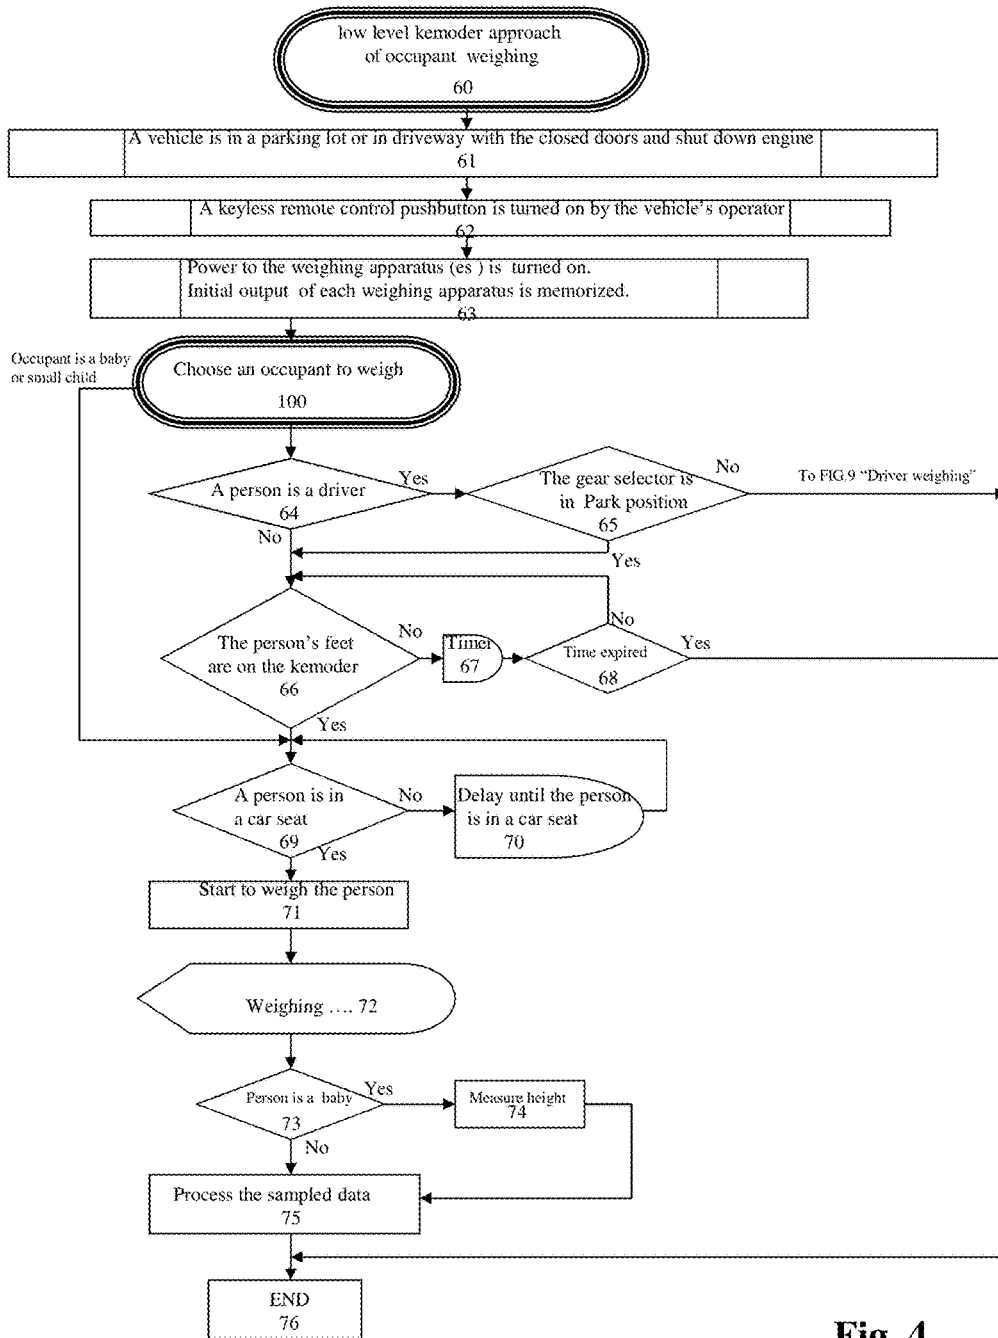 low level kemoder approach
of occupant weighing
60
A vehicle is in a parking lot or in driveway with the closed doors and shut down engine
61
A keyless remote control pushbutton is turned on by the vehicle's operator
62
Power to the weighing apparatus (es ) is turned on.
Initial output of each weighing apparatus is memorized.
63
Occupant is a baby
or small child
Choose an occupant to weigh
100
A person is a driver
64
Yes
No
The gear selector is
in Park position
65
No
Yes
To FIG.9 “Driver weighing”
The person's feet
are on the kemoder
66
No
Yes
Timer
67
Time expired
68
No
Yes
A person is in
a car seat
69
No
Yes
Delay until the person
is in a car seat
70
Start to weigh the person
71
Weighing …. 72
Person is a baby
73
Yes
No
Measure height
74
Process the sampled data
75
END
76
Fig. 4